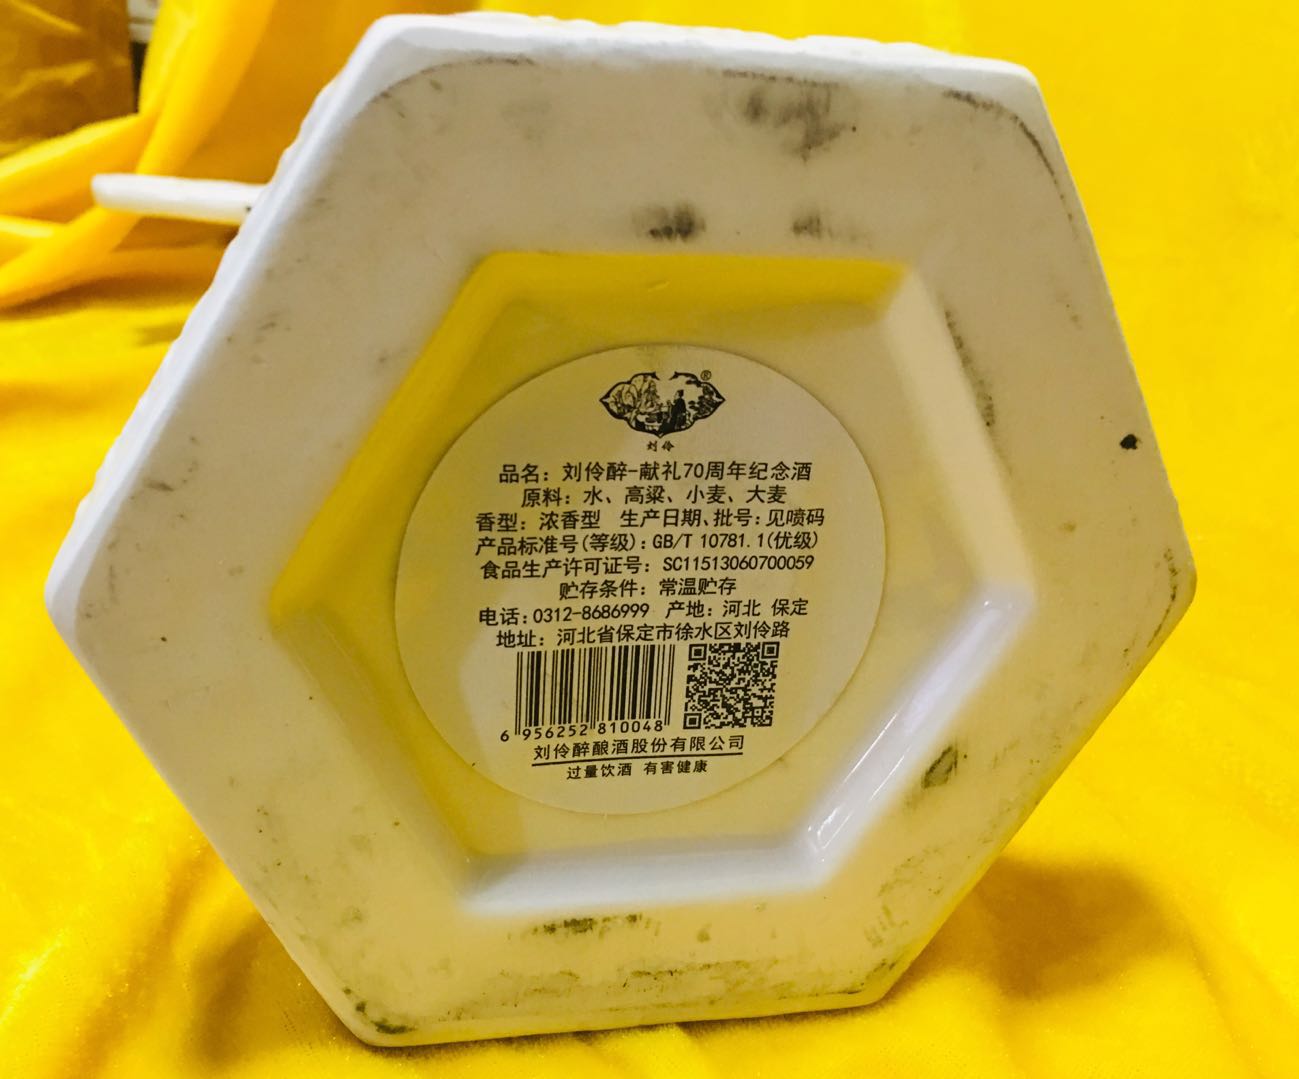 ®
刘伶
品名：刘伶醉-献礼70周年纪念酒
原料：水、高粱、小麦、大麦
香型：浓香型 生产日期、批号：见喷码
产品标准号(等级)：GB/T 10781.1(优级)
食品生产许可证号：SC11513060700059
贮存条件：常温贮存
电话：0312-8686999 产地：河北 保定
地址：河北省保定市徐水区刘伶路
6 956252 810048
刘伶醉酿酒股份有限公司
过量饮酒 有害健康